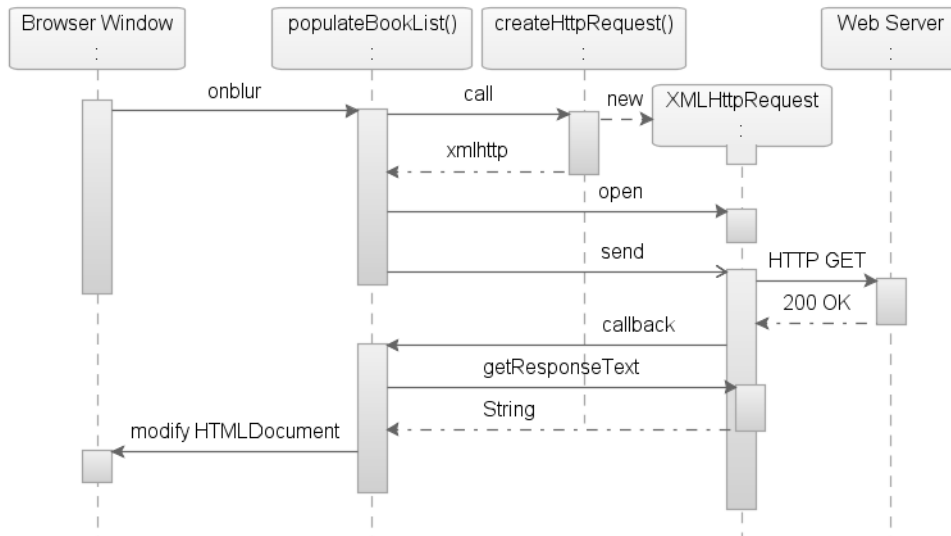 Browser Window
:
populateBookList()
:
createHttpRequest()
:
Web Server
:
onblur
call
new
XMLHttpRequest
:
xmlhttp
open
send
HTTP GET
200 OK
callback
getResponseText
String
modify HTMLDocument